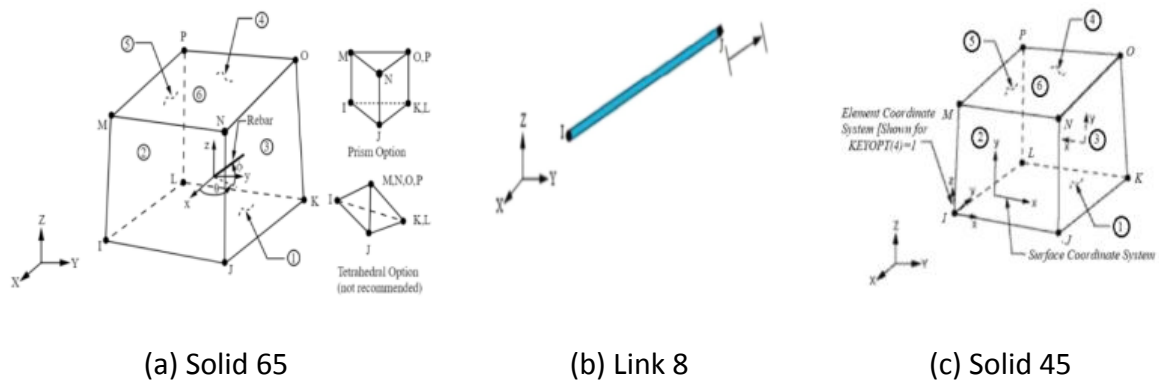 P
④
⑤
O
⑥
M
N
Rebar
②
③
z
y
L
x
K
I
J
①
Z
Y
X
M
O,P
N
I
K,L
J
Prism Option
M,N,O,P
I
K,L
J
Tetrahedral Option
(not recommended)
J
I
Z
Y
X
④
P
⑤
O
⑥
Element Coordinate
System [Shown for
KEYOPT(4)=1
M
N
y
③
x
②
y
L
K
z
y
I
x
x
①
J
Surface Coordinate System
Z
Y
X
(a) Solid 65
(b) Link 8
(c) Solid 45